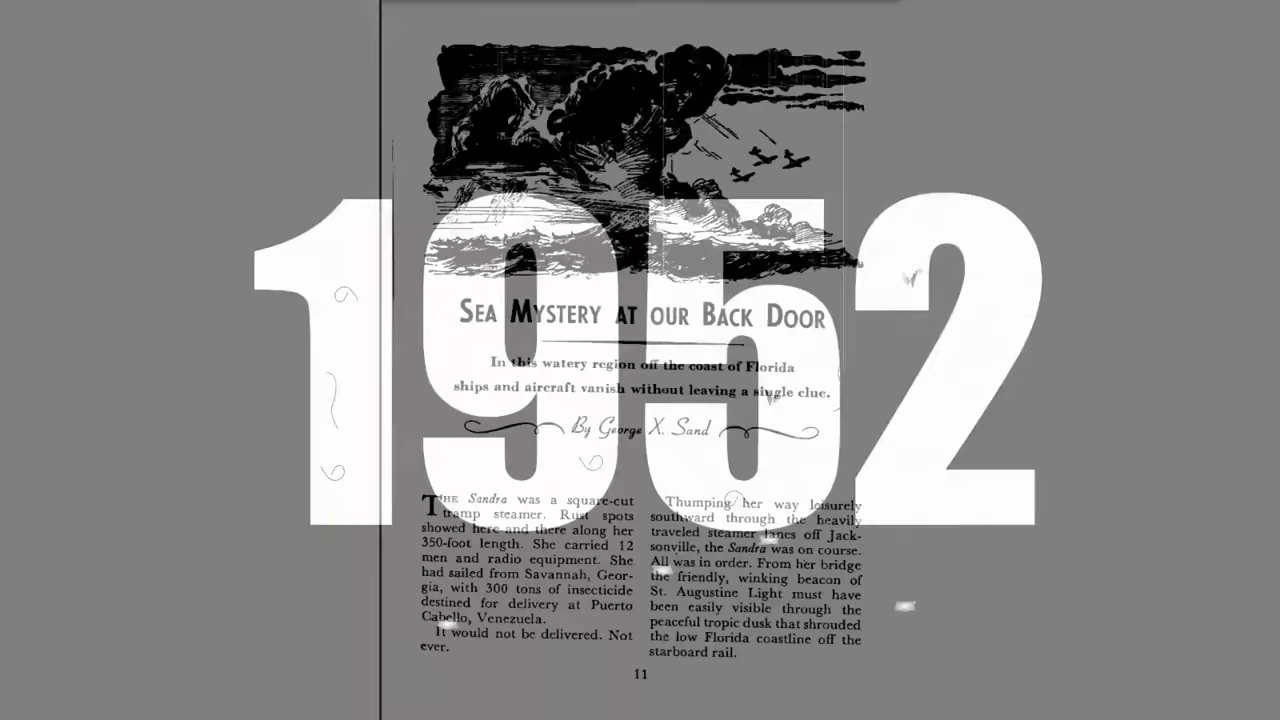 1952
SEA MYSTERY AT OUR BACK DOOR
In this watery region off the coast of Florida
ships and aircraft vanish without leaving a single clue.
By George X. Sand
THE Sandra was a square-cut
tramp steamer. Rust spots
showed here and there along her
350-foot length. She carried 12
men and radio equipment. She
had sailed from Savannah, Geor-
gia, with 300 tons of insecticide
destined for delivery at Puerto
Cabello, Venezuela.
It would not be delivered. Not
ever.
Thumping her way leisurely
southward through the heavily
traveled steamer lanes off Jack-
sonville, the Sandra was on course.
All was in order. From her bridge
the friendly, winking beacon of
St. Augustine Light must have
been easily visible through the
peaceful tropic dusk that shrouded
the low Florida coastline off the
starboard rail.
11